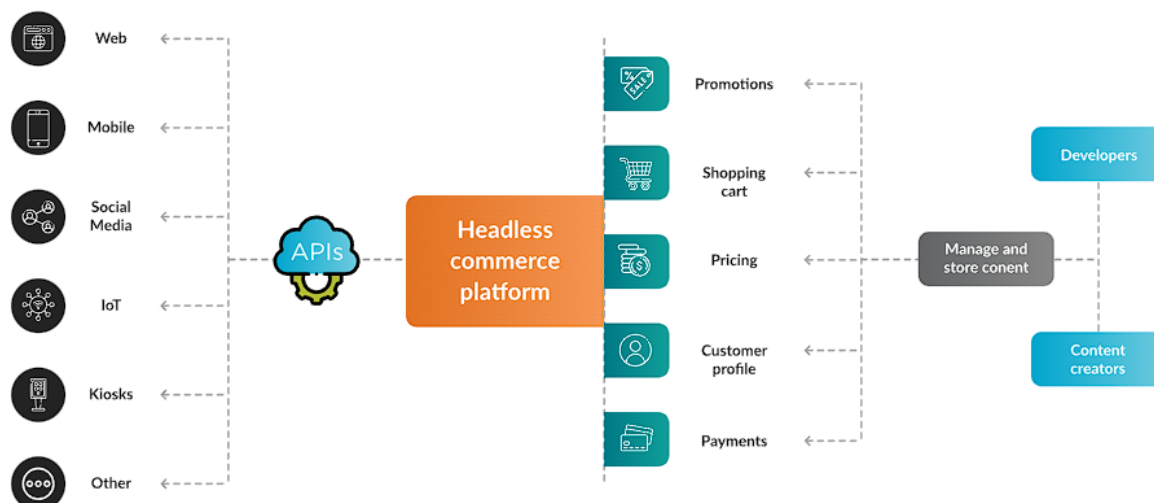 Web
Mobile
Social
Media
IoT
Kiosks
Other
APIs
Headless
commerce
platform
%
SALE
$
Promotions
Shopping
cart
Pricing
Customer
profile
Payments
Manage and
store conent
Developers
Content
creators